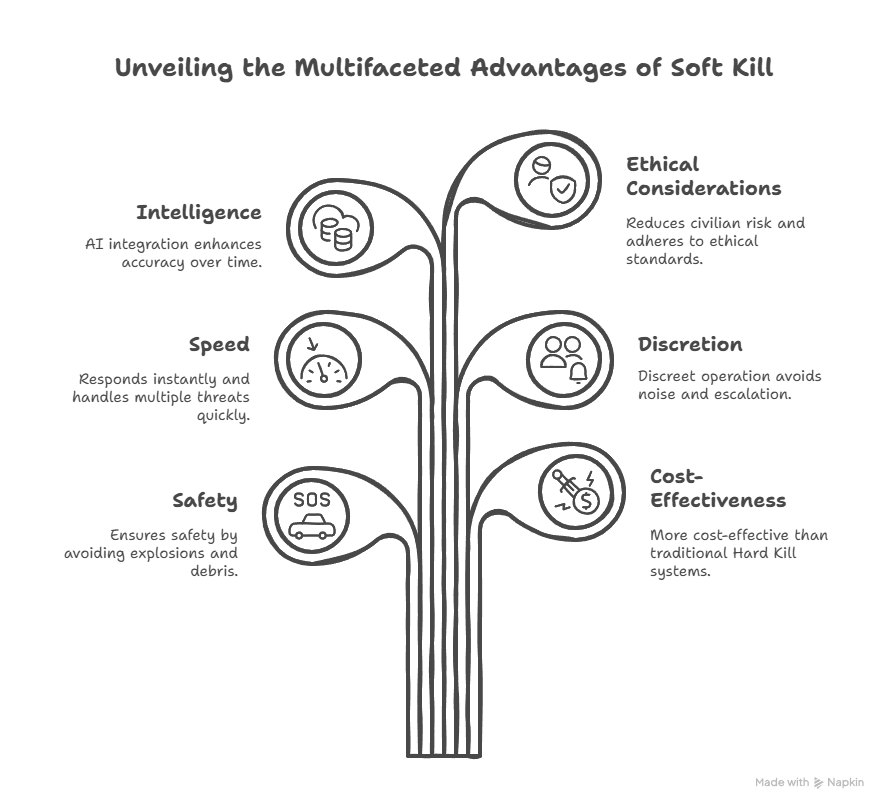 Unveiling the Multifaceted Advantages of Soft Kill
Ethical
Considerations
Reduces civilian risk and
adheres to ethical
standards.
Intelligence
AI integration enhances
accuracy over time.
Speed
Responds instantly and
handles multiple threats
quickly.
Discretion
Discreet operation avoids
noise and escalation.
Safety
Ensures safety by
avoiding explosions and
debris.
SOS
Cost-
Effectiveness
More cost-effective than
traditional Hard Kill
systems.
$
Made with Napkin